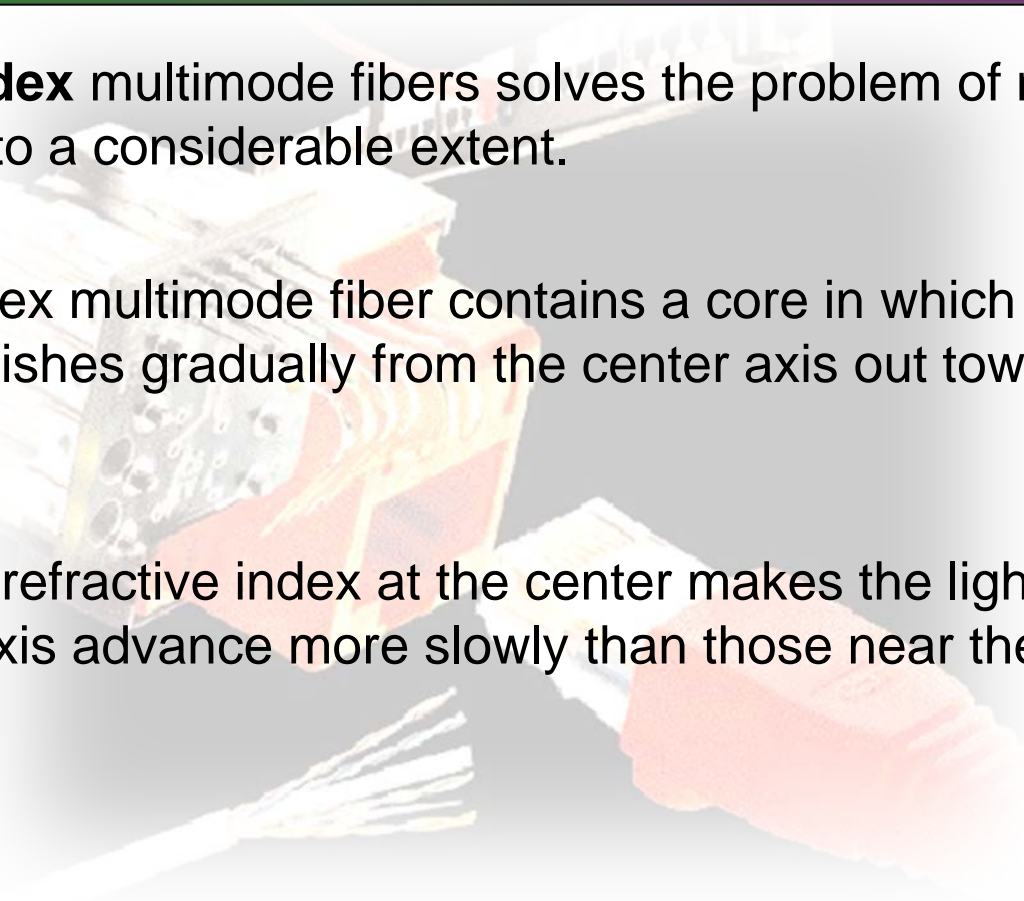 dex multimode fibers solves the problem of
to a considerable extent.
ex multimode fiber contains a core in which
ishes gradually from the center axis out tow
refractive index at the center makes the ligh
xis advance more slowly than those near the